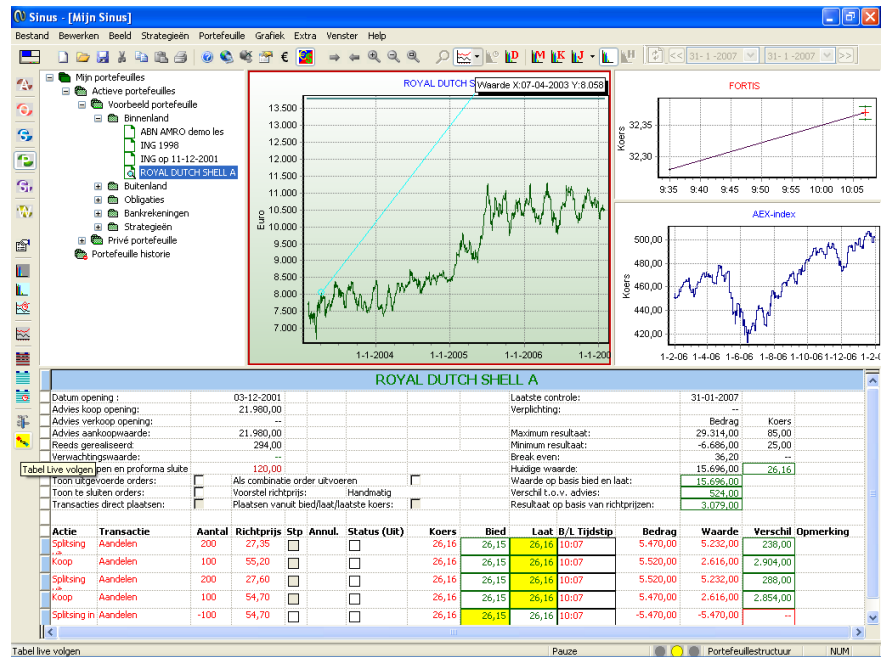 Sinus - [Mijn Sinus]
Bestand Bewerken Beeld Strategieën Portefeuille Grafiek Extra Venster Help
31- 1 -2007 31- 1 -2007
Mijn portefeuilles
Actieve portefeuilles
Voorbeeld portefeuille
Binnenland
ABN AMRO demo les
ING 1998
ING op 11-12-2001
ROYAL DUTCH SHELL A
Buitenland
Obligaties
Bankrekeningen
Strategieën
Privé portefeuille
Portefeuille historie
ROYAL DUTCH S
Waarde X:07-04-2003 Y:8.058
13.500
13.000
12.500
12.000
11.500
11.000
10.500
10.000
9.500
9.000
8.500
8.000
7.500
7.000
Euro
1-1-2004 1-1-2005 1-1-2006 1-1-200
FORTIS
Koers
32,35
32,30
9:35 9:40 9:45 9:50 9:55 10:00 10:05
AEX-index
Koers
500,00
480,00
460,00
440,00
420,00
1-2-06 1-4-06 1-6-06 1-8-06 1-10-06 1-12-06 1-2-0
ROYAL DUTCH SHELL A
Datum opening : 03-12-2001 Laatste controle: 31-01-2007
Advies koop opening: 21.980,00 Verplichting: --
Advies verkoop opening: -- Bedrag Koers
Advies aankoopwaarde: 21.980,00 Maximum resultaat: 29.314,00 85,00
Reeds gerealiseerd: 294,00 Minimum resultaat: -6.686,00 25,00
Verwachtingswaarde: -- Break even: 36,20 --
Tabel Live volgen pen en proforma sluite 120,00 Huidige waarde: 15.696,00 26,16
Toon uitgevoerde orders: Als combinatie order uitvoeren Waarde op basis bied en laat: 15.696,00
Toon te sluiten orders: Voorstel richtprijs: Handmatig Verschil t.o.v. advies: 524,00
Transacties direct plaatsen: Plaatsen vanuit bied/laat/laatste koers: Resultaat op basis van richtprijzen: 3.079,00
Actie Transactie Aantal Richtprijs Stp Annul. Status (Uit) Koers Bied Laat B/L Tijdstip Bedrag Waarde Verschil Opmerking
Splitsing Aandelen 200 27,35 26,16 26,15 26,16 10:07 5.470,00 5.232,00 238,00
Koop Aandelen 100 55,20 26,16 26,15 26,16 10:07 5.520,00 2.616,00 2.904,00
Splitsing Aandelen 200 27,60 26,16 26,15 26,16 10:07 5.520,00 5.232,00 288,00
Koop Aandelen 100 54,70 26,16 26,15 26,16 10:07 5.470,00 2.616,00 2.854,00
Splitsing in Aandelen -100 54,70 26,16 26,15 26,16 10:07 -5.470,00 -5.470,00 --
Tabel live volgen Pauze Portefeuillestructuur NUM